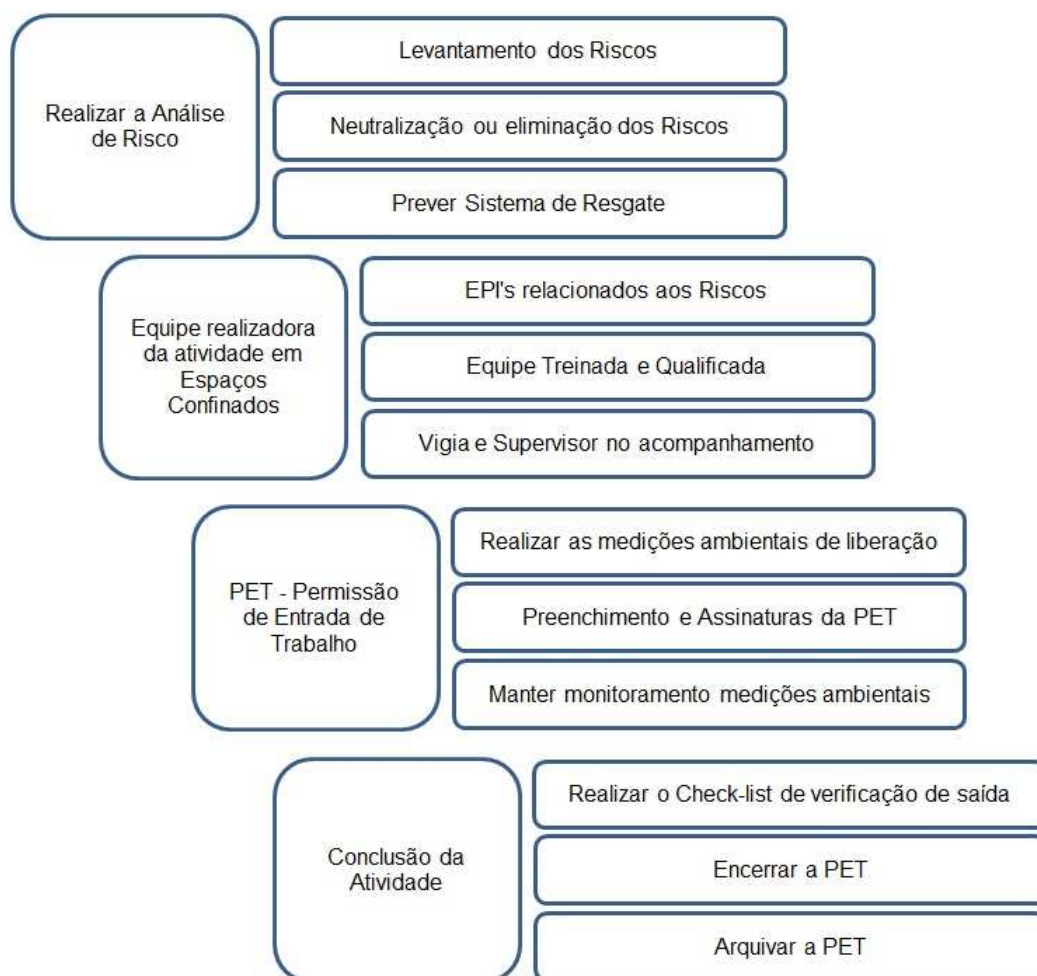 Realizar a Análise
de Risco
Levantamento dos Riscos
Neutralização ou eliminação dos Riscos
Prever Sistema de Resgate
Equipe realizadora
da atividade em
Espaços
Confinados
EPI's relacionados aos Riscos
Equipe Treinada e Qualificada
Vigia e Supervisor no acompanhamento
PET - Permissão
de Entrada de
Trabalho
Realizar as medições ambientais de liberação
Preenchimento e Assinaturas da PET
Manter monitoramento medições ambientais
Conclusão da
Atividade
Realizar o Check-list de verificação de saída
Encerrar a PET
Arquivar a PET